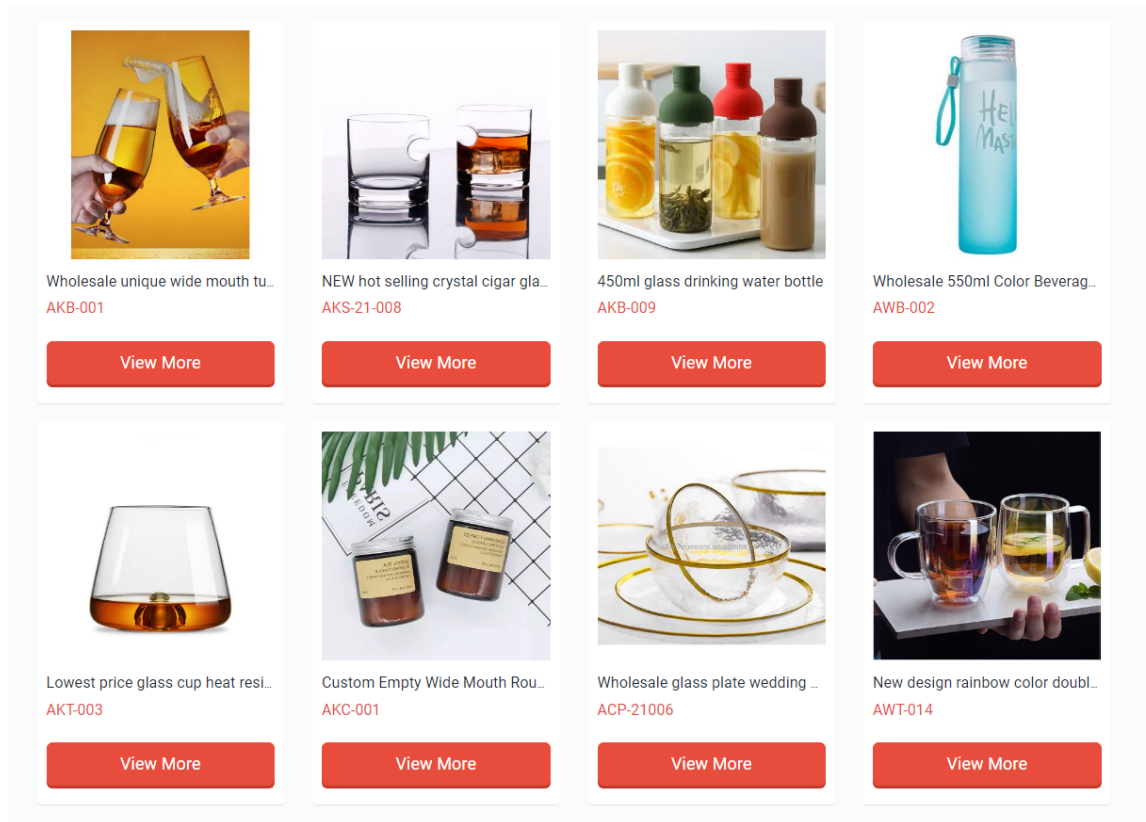 HEL
MAST
Wholesale unique wide mouth tu...
AKB-001
View More
NEW hot selling crystal cigar gla...
AKS-21-008
View More
450ml glass drinking water bottle
AKB-009
View More
Wholesale 550ml Color Beverag...
AWB-002
View More
PARIS
Lowest price glass cup heat resi...
AKT-003
View More
Custom Empty Wide Mouth Rou...
AKC-001
View More
Wholesale glass plate wedding ...
ACP-21006
View More
New design rainbow color doubl...
AWT-014
View More